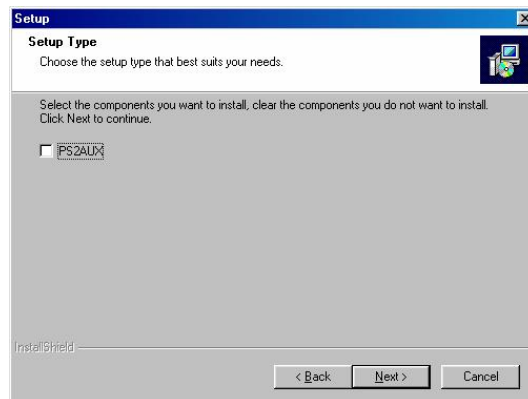 Setup
Setup Type
Choose the setup type that best suits your needs.
Select the components you want to install, clear the components you do not want to install.
Click Next to continue.
PS2AUX
InstallShield
< Back
Next >
Cancel